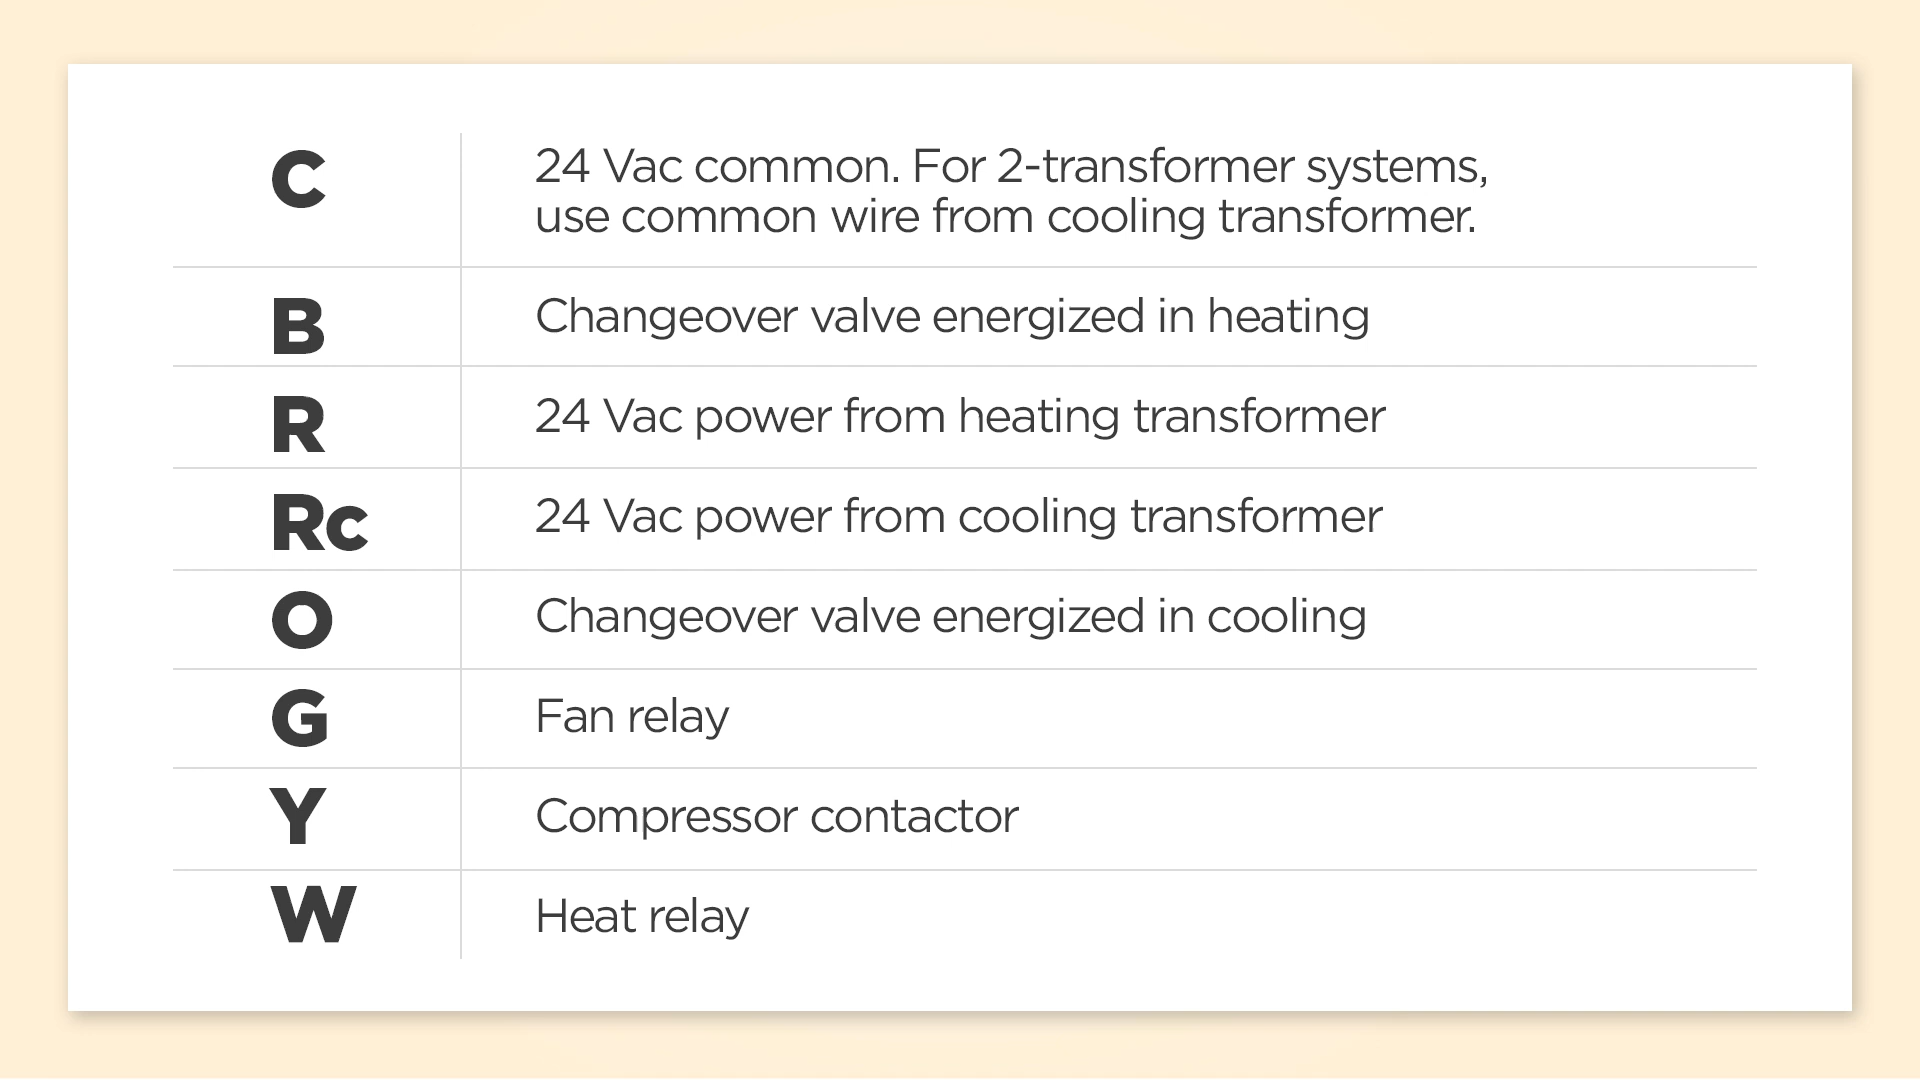 C
24 Vac common. For 2-transformer systems,
use common wire from cooling transformer.
B
Changeover valve energized in heating
R
24 Vac power from heating transformer
Rc
24 Vac power from cooling transformer
O
Changeover valve energized in cooling
G
Fan relay
Y
Compressor contactor
W
Heat relay